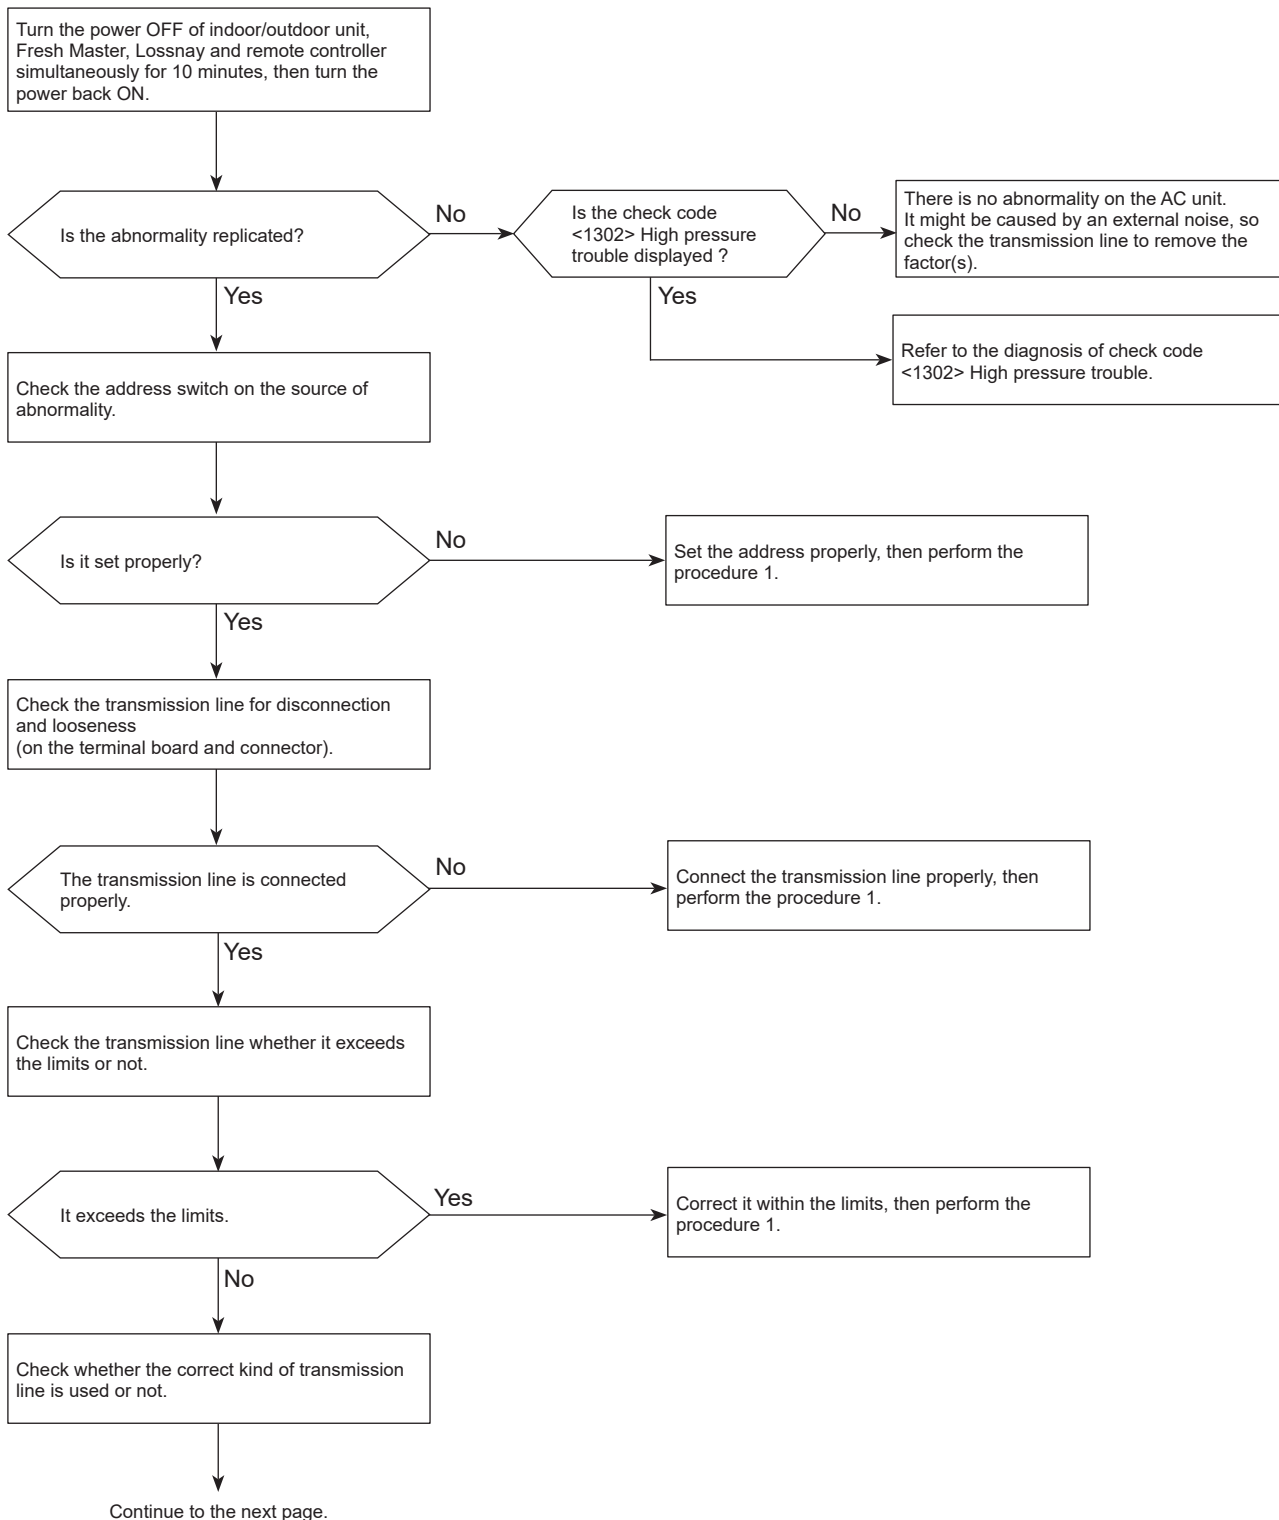 Turn the power OFF of indoor/outdoor unit,
Fresh Master, Lossnay and remote controller
simultaneously for 10 minutes, then turn the
power back ON.
Is the abnormality replicated?
No
Is the check code
<1302> High pressure
trouble displayed ?
No
There is no abnormality on the AC unit.
It might be caused by an external noise, so
check the transmission line to remove the
factor(s).
Yes
Yes
Refer to the diagnosis of check code
<1302> High pressure trouble.
Check the address switch on the source of
abnormality.
Is it set properly?
No
Set the address properly, then perform the
procedure 1.
Yes
Check the transmission line for disconnection
and looseness
(on the terminal board and connector).
The transmission line is connected
properly.
No
Connect the transmission line properly, then
perform the procedure 1.
Yes
Check the transmission line whether it exceeds
the limits or not.
It exceeds the limits.
Yes
Correct it within the limits, then perform the
procedure 1.
No
Check whether the correct kind of transmission
line is used or not.
Continue to the next page.